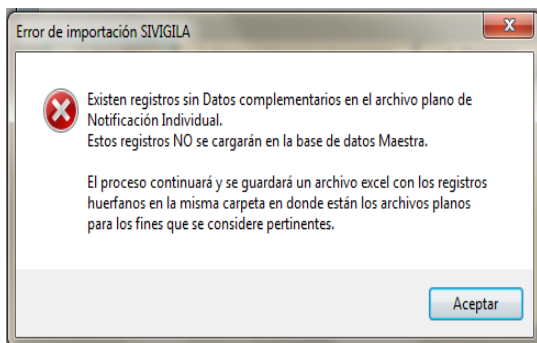 Error de importación SIVIGILA
Existen registros sin Datos complementarios en el archivo plano de
Notificación Individual.
Estos registros NO se cargarán en la base de datos Maestra.
El proceso continuará y se guardará un archivo excel con los registros
huerfanos en la misma carpeta en donde están los archivos planos
para los fines que se considere pertinentes.
Aceptar